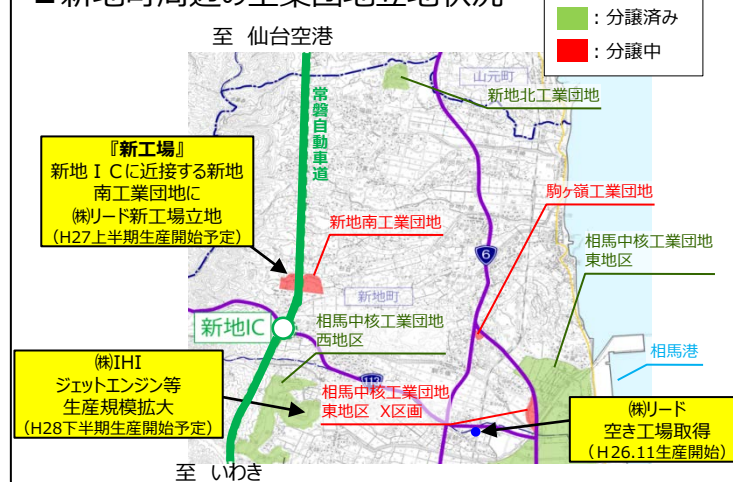 ■新地町周辺の工業団地立地状況
：分譲済み
：分譲中
至 仙台空港
山元町
新地北工業団地
常磐自動車道
『新工場』
新地ＩＣに近接する新地
南工業団地に
㈱リード新工場立地
（H27上半期生産開始予定）
駒ヶ嶺工業団地
新地南工業団地
相馬中核工業団地
東地区
6
新地町
新地IC
相馬中核工業団地
西地区
相馬港
㈱IHI
ジェットエンジン等
生産規模拡大
（H28下半期生産開始予定）
113
相馬中核工業団地
東地区 X区画
㈱リード
空き工場取得
（Ｈ26.11生産開始）
至 いわき